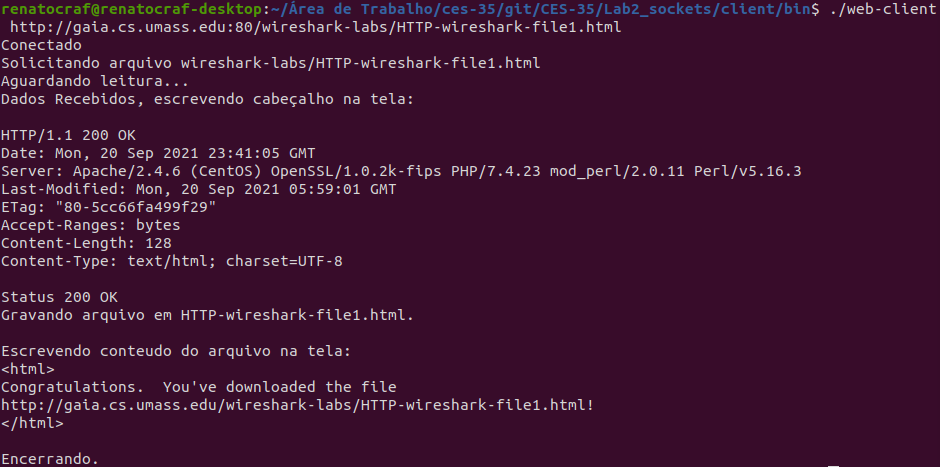 renatocraf@renatocraf-desktop:~/Área de Trabalho/ces-35/git/CES-35/Lab2_sockets/client/bin$ ./web-client
http://gaia.cs.umass.edu:80/wireshark-labs/HTTP-wireshark-file1.html
Conectado
Solicitando arquivo wireshark-labs/HTTP-wireshark-file1.html
Aguardando leitura...
Dados Recebidos, escrevendo cabeçalho na tela:

HTTP/1.1 200 OK
Date: Mon, 20 Sep 2021 23:41:05 GMT
Server: Apache/2.4.6 (CentOS) OpenSSL/1.0.2k-fips PHP/7.4.23 mod_perl/2.0.11 Perl/v5.16.3
Last-Modified: Mon, 20 Sep 2021 05:59:01 GMT
ETag: "80-5cc66fa499f29"
Accept-Ranges: bytes
Content-Length: 128
Content-Type: text/html; charset=UTF-8

Status 200 OK
Gravando arquivo em HTTP-wireshark-file1.html.

Escrevendo conteudo do arquivo na tela:
<html>
Congratulations.  You've downloaded the file
http://gaia.cs.umass.edu/wireshark-labs/HTTP-wireshark-file1.html!
</html>

Encerrando.